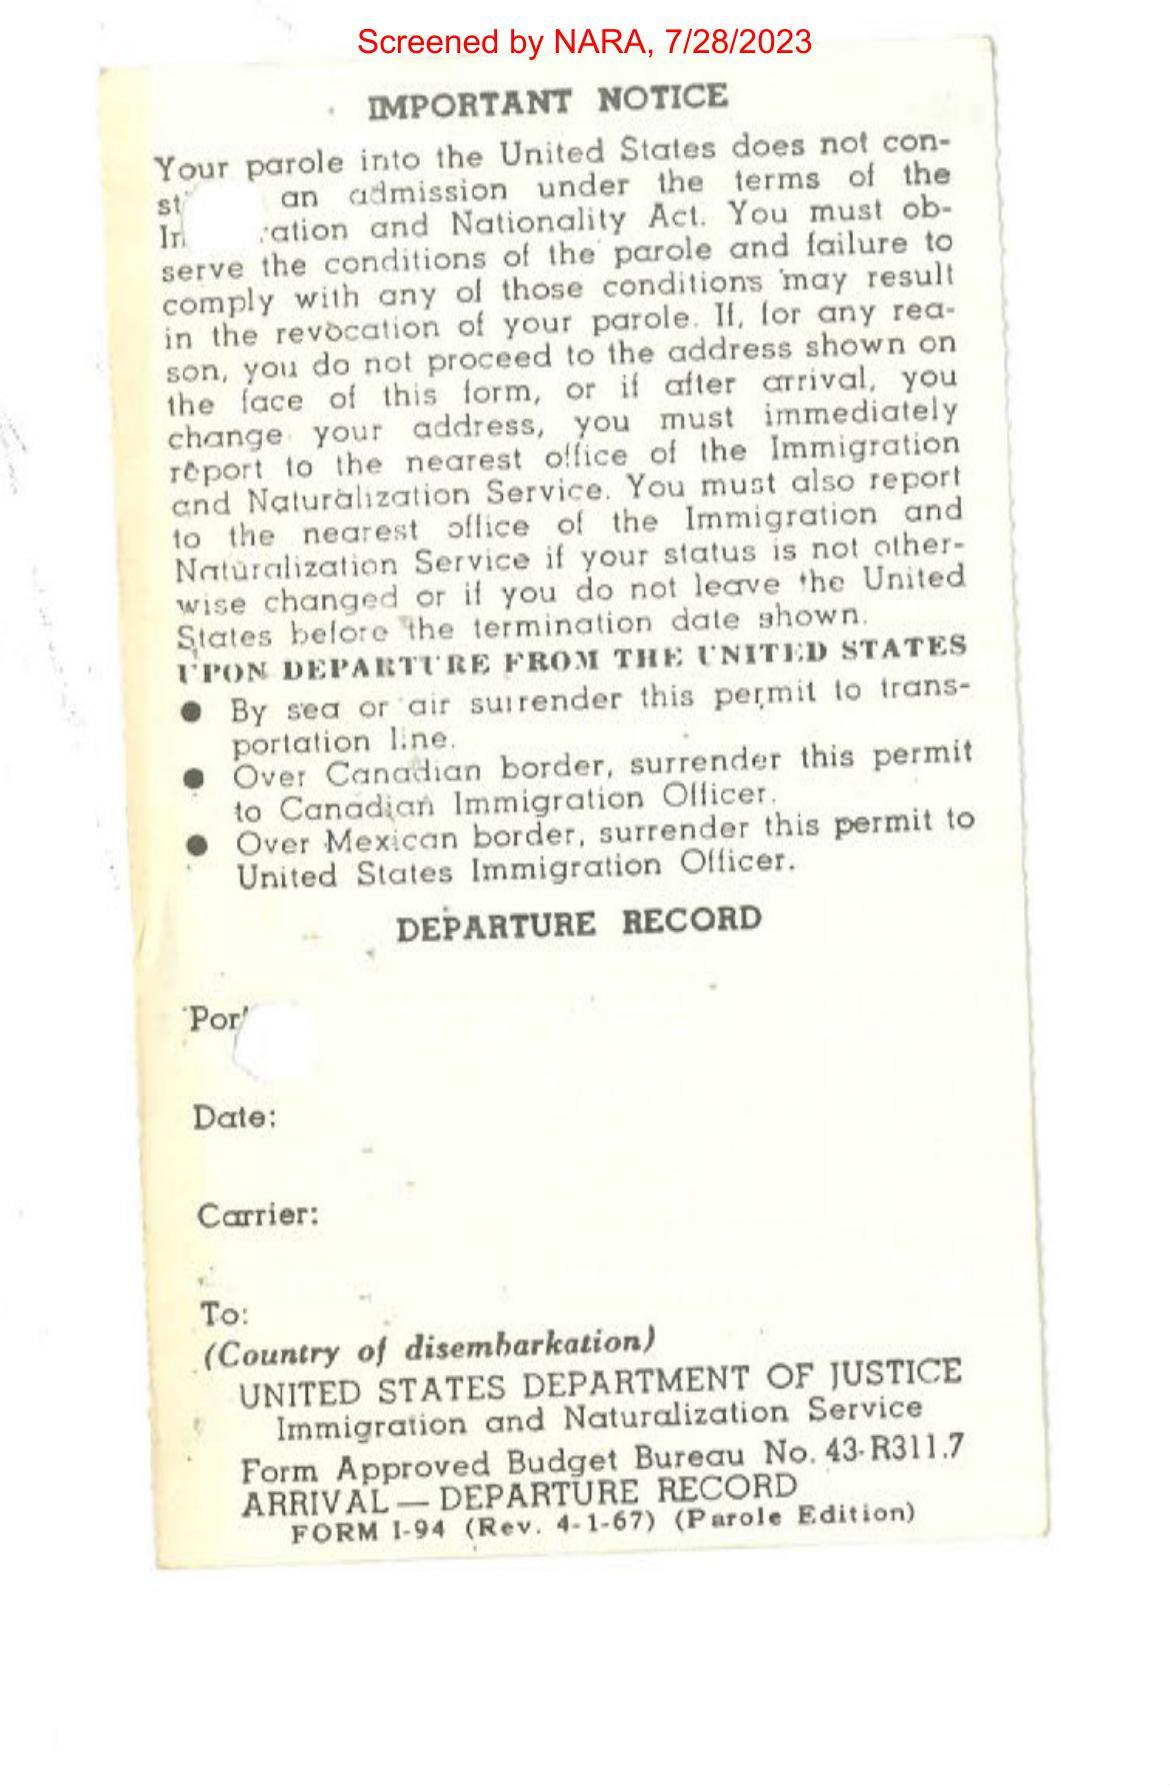 Screened by NARA, 7/28/2023
IMPORTANT NOTICE
Your parole into the United States does not con-
st an admission under the terms of the
ation and Nationality Act. You must ob-
serve the conditions of the parole and failure to
comply with any of those conditions may result
in the revocation of your parole. If, for any rea-
son, you do not proceed to the address shown on
the face of this form, or if after arrival, you
change your address, you must immediately
report to the nearest office of the Immigration
and Naturalization Service. You must also report
to the nearest office of the Immigration and
Naturalization Service if your status is not other-
wise changed or if you do not leave the United
States before the termination date shown.
UPON DEPARTURE FROM THE UNITED STATES
● By sea or air surrender this permit to trans-
portation line.
● Over Canadian border, surrender this permit
to Canadian Immigration Officer.
● Over Mexican border, surrender this permit to
United States Immigration Officer.
DEPARTURE RECORD
Por
Date:
Carrier:
To:
(Country of disembarkation)
UNITED STATES DEPARTMENT OF JUSTICE
Immigration and Naturalization Service
Form Approved Budget Bureau No. 43-R311.7
ARRIVAL — DEPARTURE RECORD
FORM I-94 (Rev. 4-1-67) (Parole Edition)